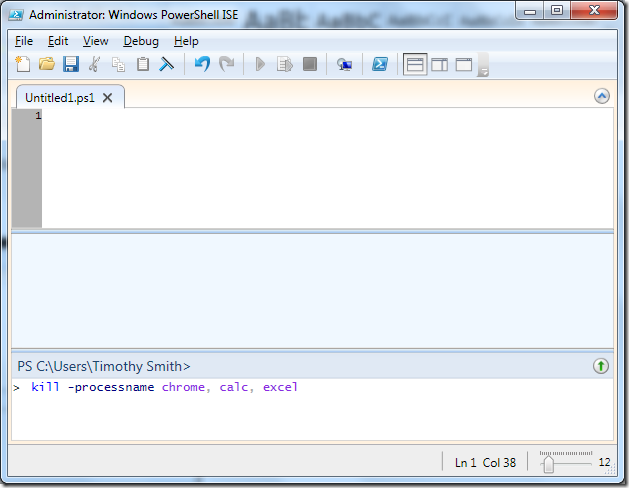 Administrator: Windows PowerShell ISE
File Edit View Debug Help
Untitled1.ps1
1
PS C:\Users\Timothy Smith>
> kill -processname chrome, calc, excel
Ln 1 Col 38
12